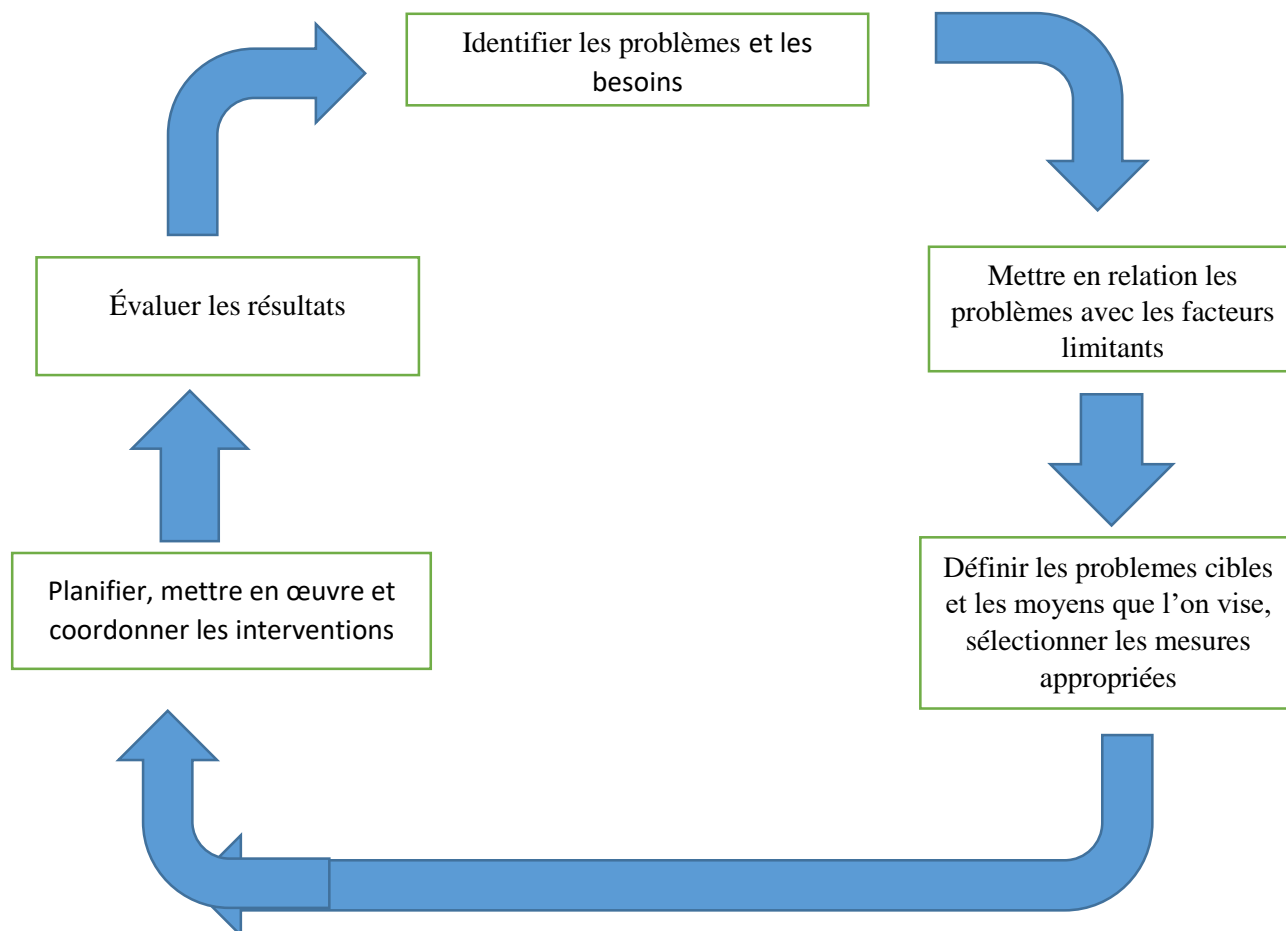 Identifier les problèmes et les
besoins
Mettre en relation les
problèmes avec les facteurs
limitants
Définir les problemes cibles
et les moyens que l’on vise,
sélectionner les mesures
appropriées
Planifier, mettre en œuvre et
coordonner les interventions
Évaluer les résultats